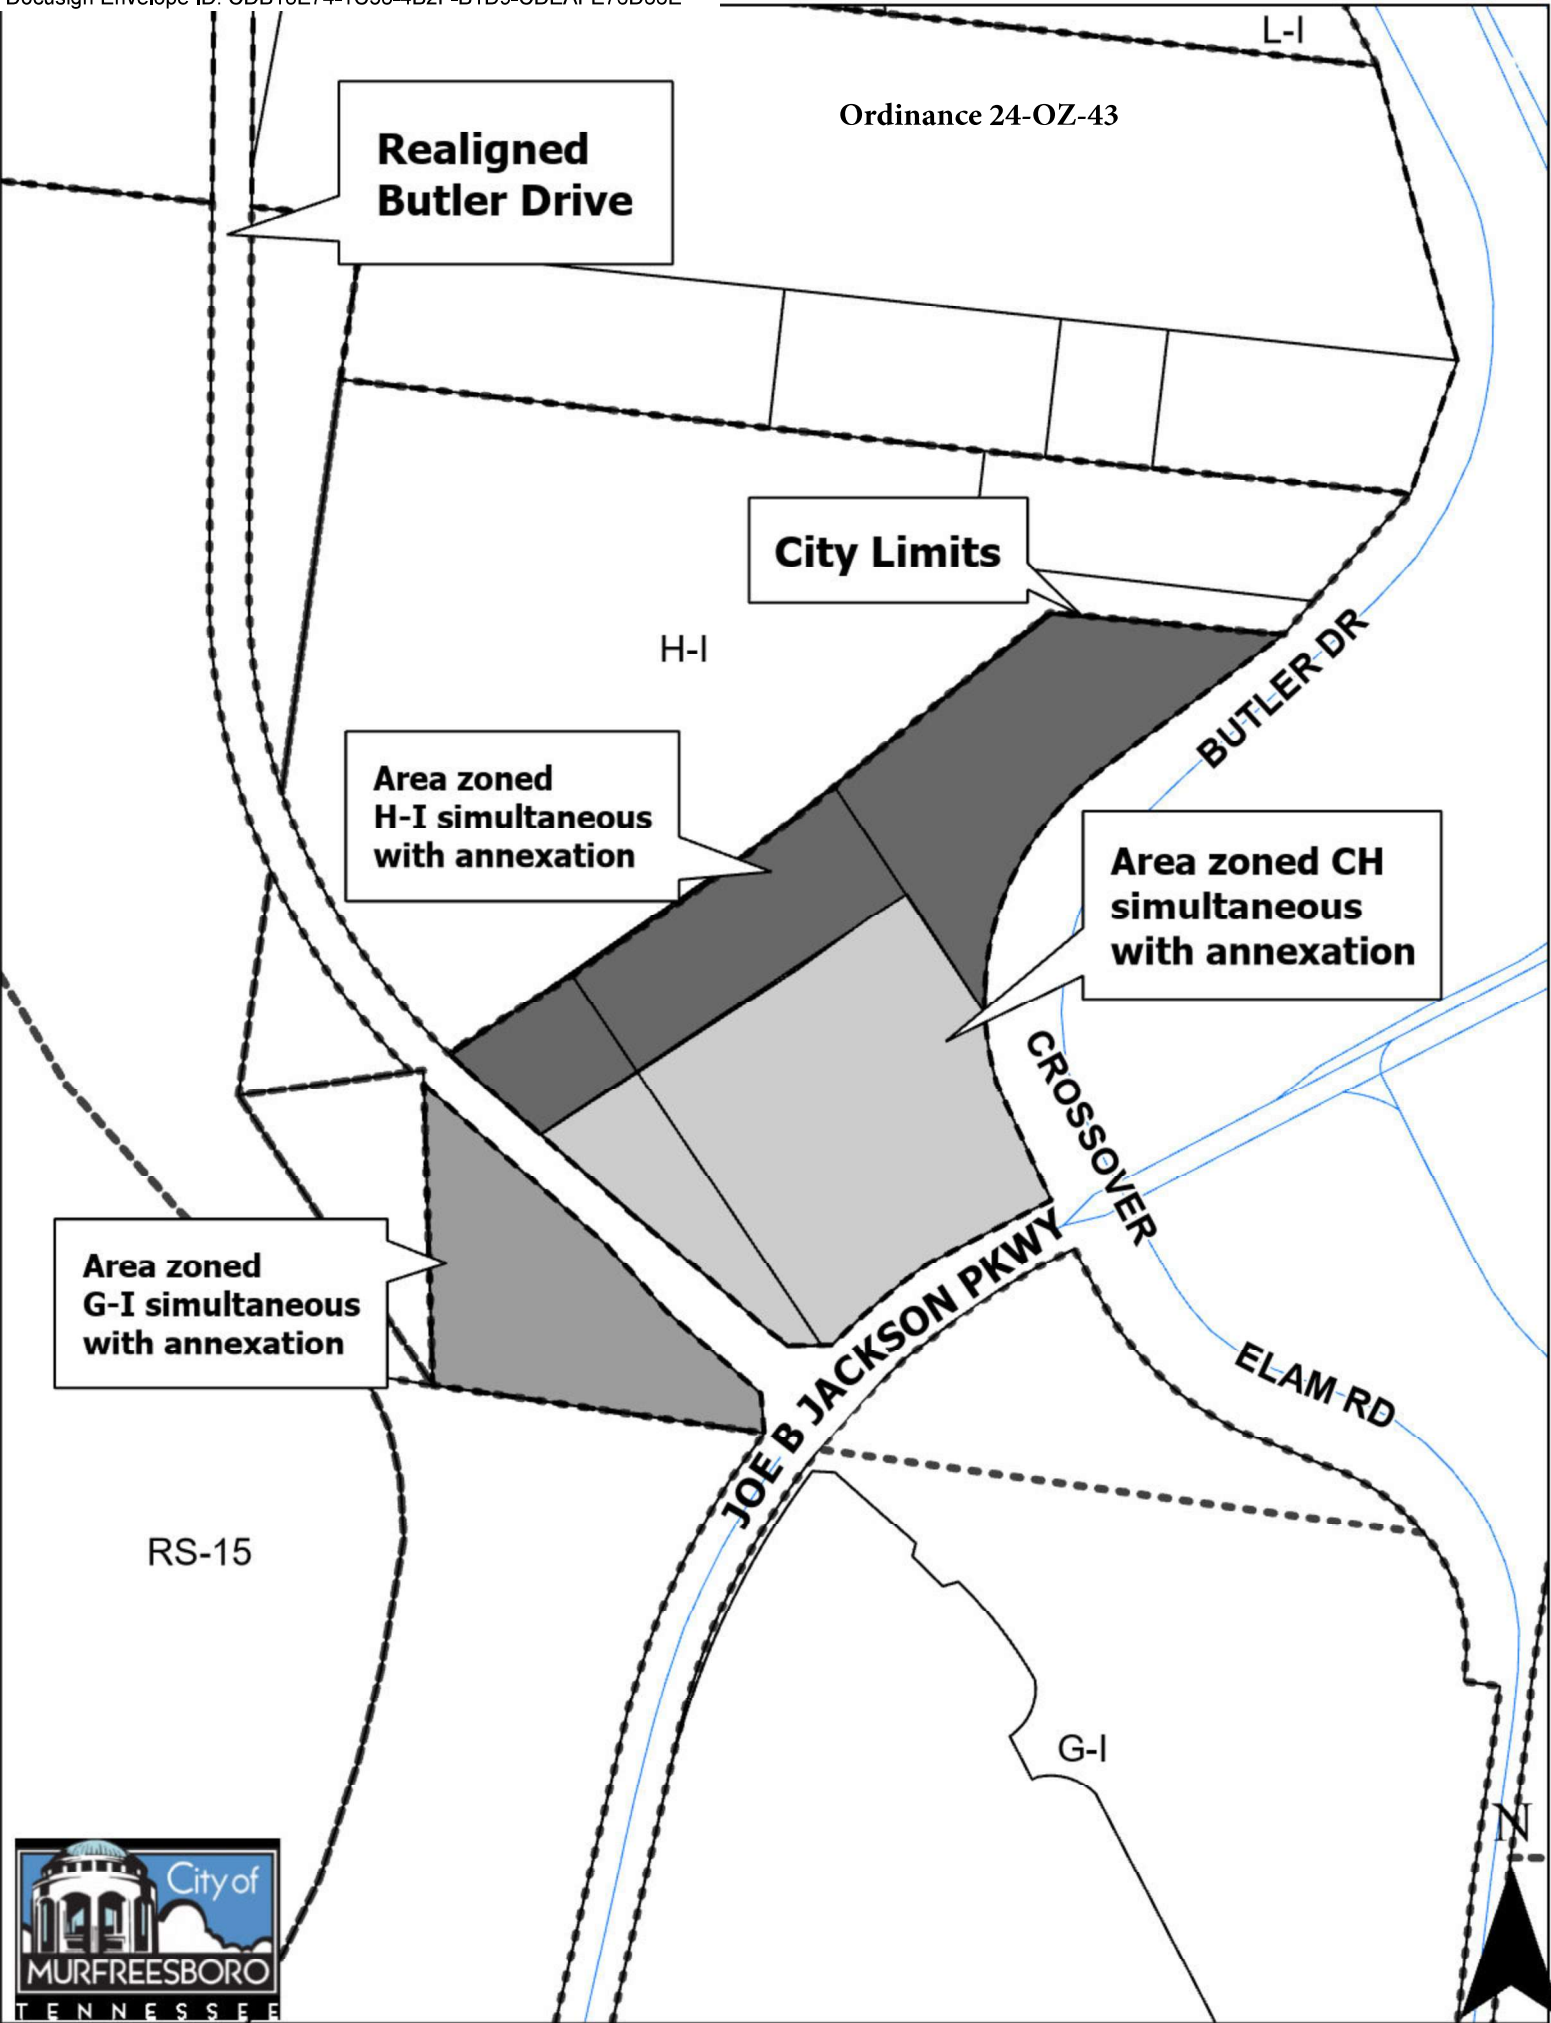 L-I
Ordinance 24-OZ-43
Realigned
Butler Drive
City Limits
H-I
BUTLER DR
Area zoned
H-I simultaneous
with annexation
Area zoned CH
simultaneous
with annexation
CROSSOVER
Area zoned
G-I simultaneous
with annexation
JOE B JACKSON PKWY
ELAM RD
RS-15
G-I
N
City of
MURFREESBORO
TENNESSEE